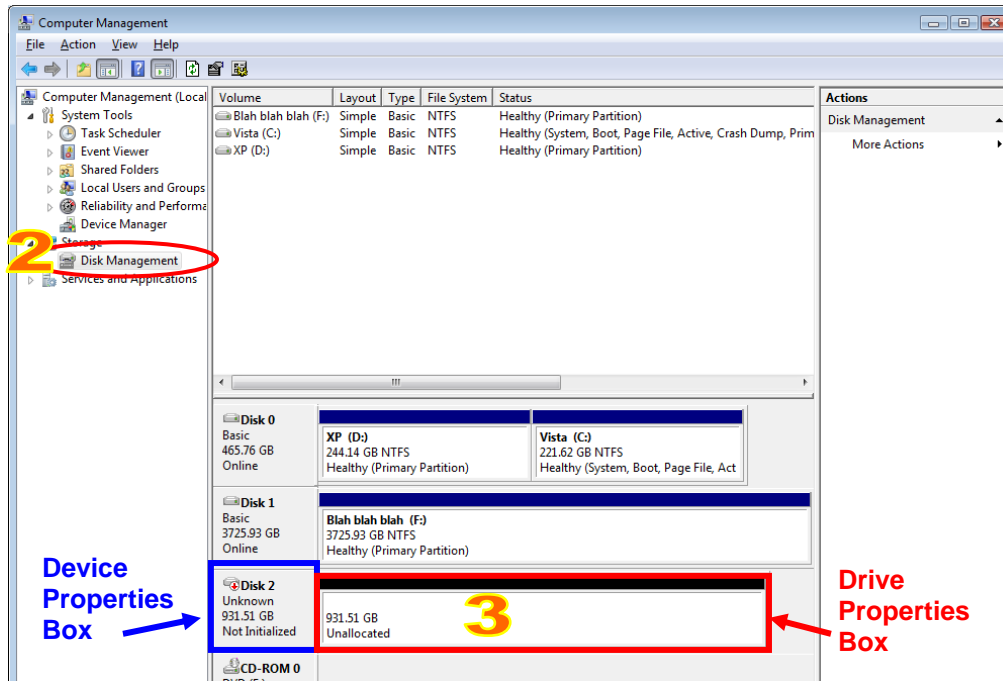 Computer Management
File Action View Help
Computer Management (Local
System Tools
Task Scheduler
Event Viewer
Shared Folders
Local Users and Groups
Reliability and Performa
Device Manager
2
Storage
Disk Management
Services and Applications
Volume Layout Type File System Status
Blah blah blah (F:) Simple Basic NTFS Healthy (Primary Partition)
Vista (C:) Simple Basic NTFS Healthy (System, Boot, Page File, Active, Crash Dump, Prim
XP (D:) Simple Basic NTFS Healthy (Primary Partition)
Actions
Disk Management
More Actions
Disk 0
Basic
465.76 GB
Online
XP (D:)
244.14 GB NTFS
Healthy (Primary Partition)
Vista (C:)
221.62 GB NTFS
Healthy (System, Boot, Page File, Act
Disk 1
Basic
3725.93 GB
Online
Blah blah blah (F:)
3725.93 GB NTFS
Healthy (Primary Partition)
Device
Properties
Box
Disk 2
Unknown
931.51 GB
Not Initialized
931.51 GB
Unallocated
3
Drive
Properties
Box
CD-ROM 0